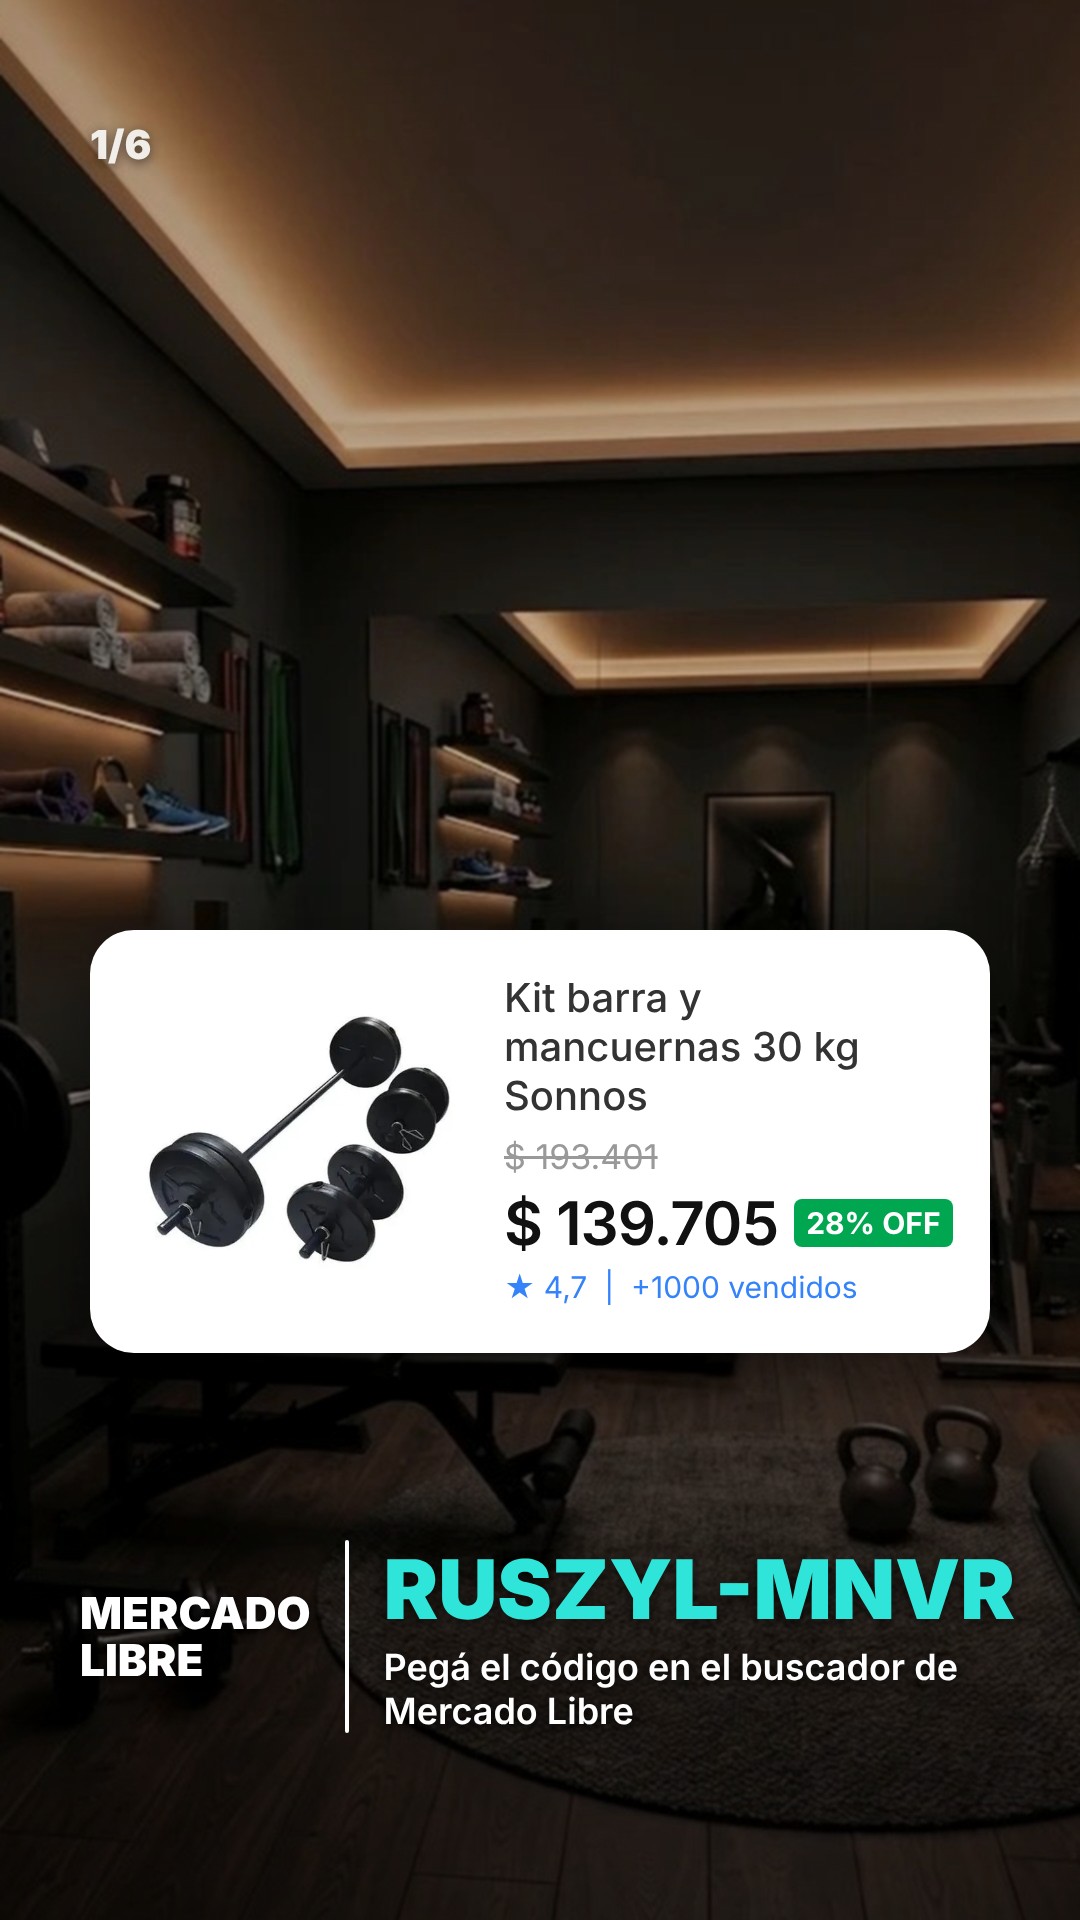 1/6
Kit barra y
mancuernas 30 kg
Sonnos
$ 193.401
$ 139.705 28% OFF
★ 4,7 | +1000 vendidos
MERCADO
LIBRE
RUSZYL-MNVR
Pegá el código en el buscador de
Mercado Libre